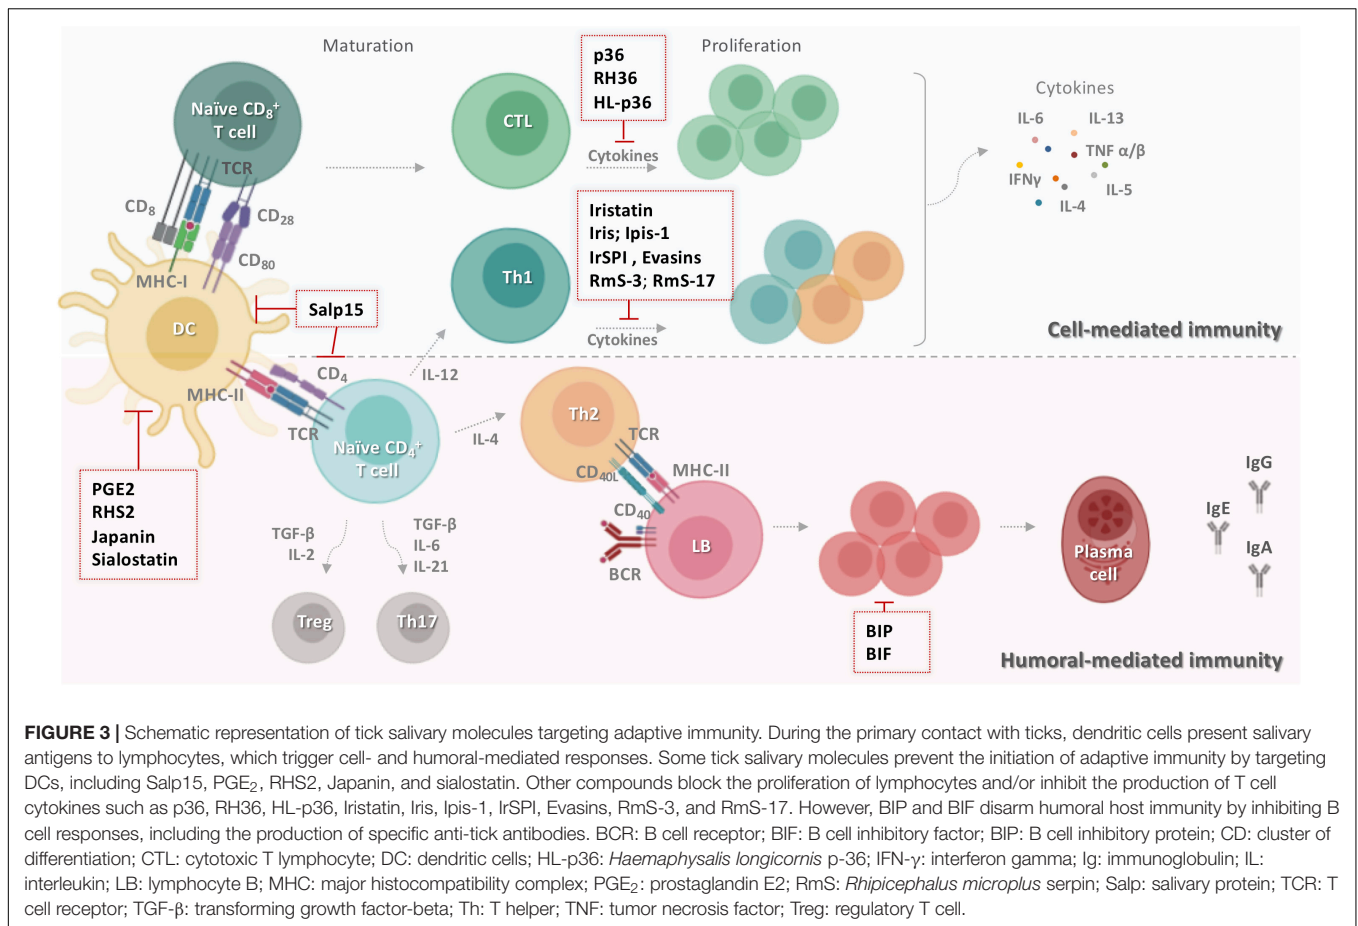 Maturation
Proliferation
p36
RH36
HL-p36
Naïve CD8+
T cell
CTL
Cytokines
Cytokines
IL-6
IL-13
TNF α/β
IFNγ
IL-5
IL-4
TCR
CD8
CD28
CD80
MHC-I
Iristatin
Iris; Ipis-1
IrSPI , Evasins
RmS-3; RmS-17
Th1
Cytokines
DC
Salp15
Cell-mediated immunity
CD4
IL-12
MHC-II
TCR
Naïve CD4+
T cell
IL-4
Th2
TCR
CD40L
MHC-II
CD40
BCR
LB
PGE2
RHS2
Japanin
Sialostatin
TGF-β
IL-2
TGF-β
IL-6
IL-21
Treg
Th17
Plasma
cell
IgG
IgE
IgA
BIP
BIF
Humoral-mediated immunity
FIGURE 3 | Schematic representation of tick salivary molecules targeting adaptive immunity. During the primary contact with ticks, dendritic cells present salivary
antigens to lymphocytes, which trigger cell- and humoral-mediated responses. Some tick salivary molecules prevent the initiation of adaptive immunity by targeting
DCs, including Salp15, PGE2, RHS2, Japanin, and sialostatin. Other compounds block the proliferation of lymphocytes and/or inhibit the production of T cell
cytokines such as p36, RH36, HL-p36, Iristatin, Iris, Ipis-1, IrSPI, Evasins, RmS-3, and RmS-17. However, BIP and BIF disarm humoral host immunity by inhibiting B
cell responses, including the production of specific anti-tick antibodies. BCR: B cell receptor; BIF: B cell inhibitory factor; BIP: B cell inhibitory protein; CD: cluster of
differentiation; CTL: cytotoxic T lymphocyte; DC: dendritic cells; HL-p36: Haemaphysalis longicornis p-36; IFN-γ: interferon gamma; Ig: immunoglobulin; IL:
interleukin; LB: lymphocyte B; MHC: major histocompatibility complex; PGE2: prostaglandin E2; RmS: Rhipicephalus microplus serpin; Salp: salivary protein; TCR: T
cell receptor; TGF-β: transforming growth factor-beta; Th: T helper; TNF: tumor necrosis factor; Treg: regulatory T cell.